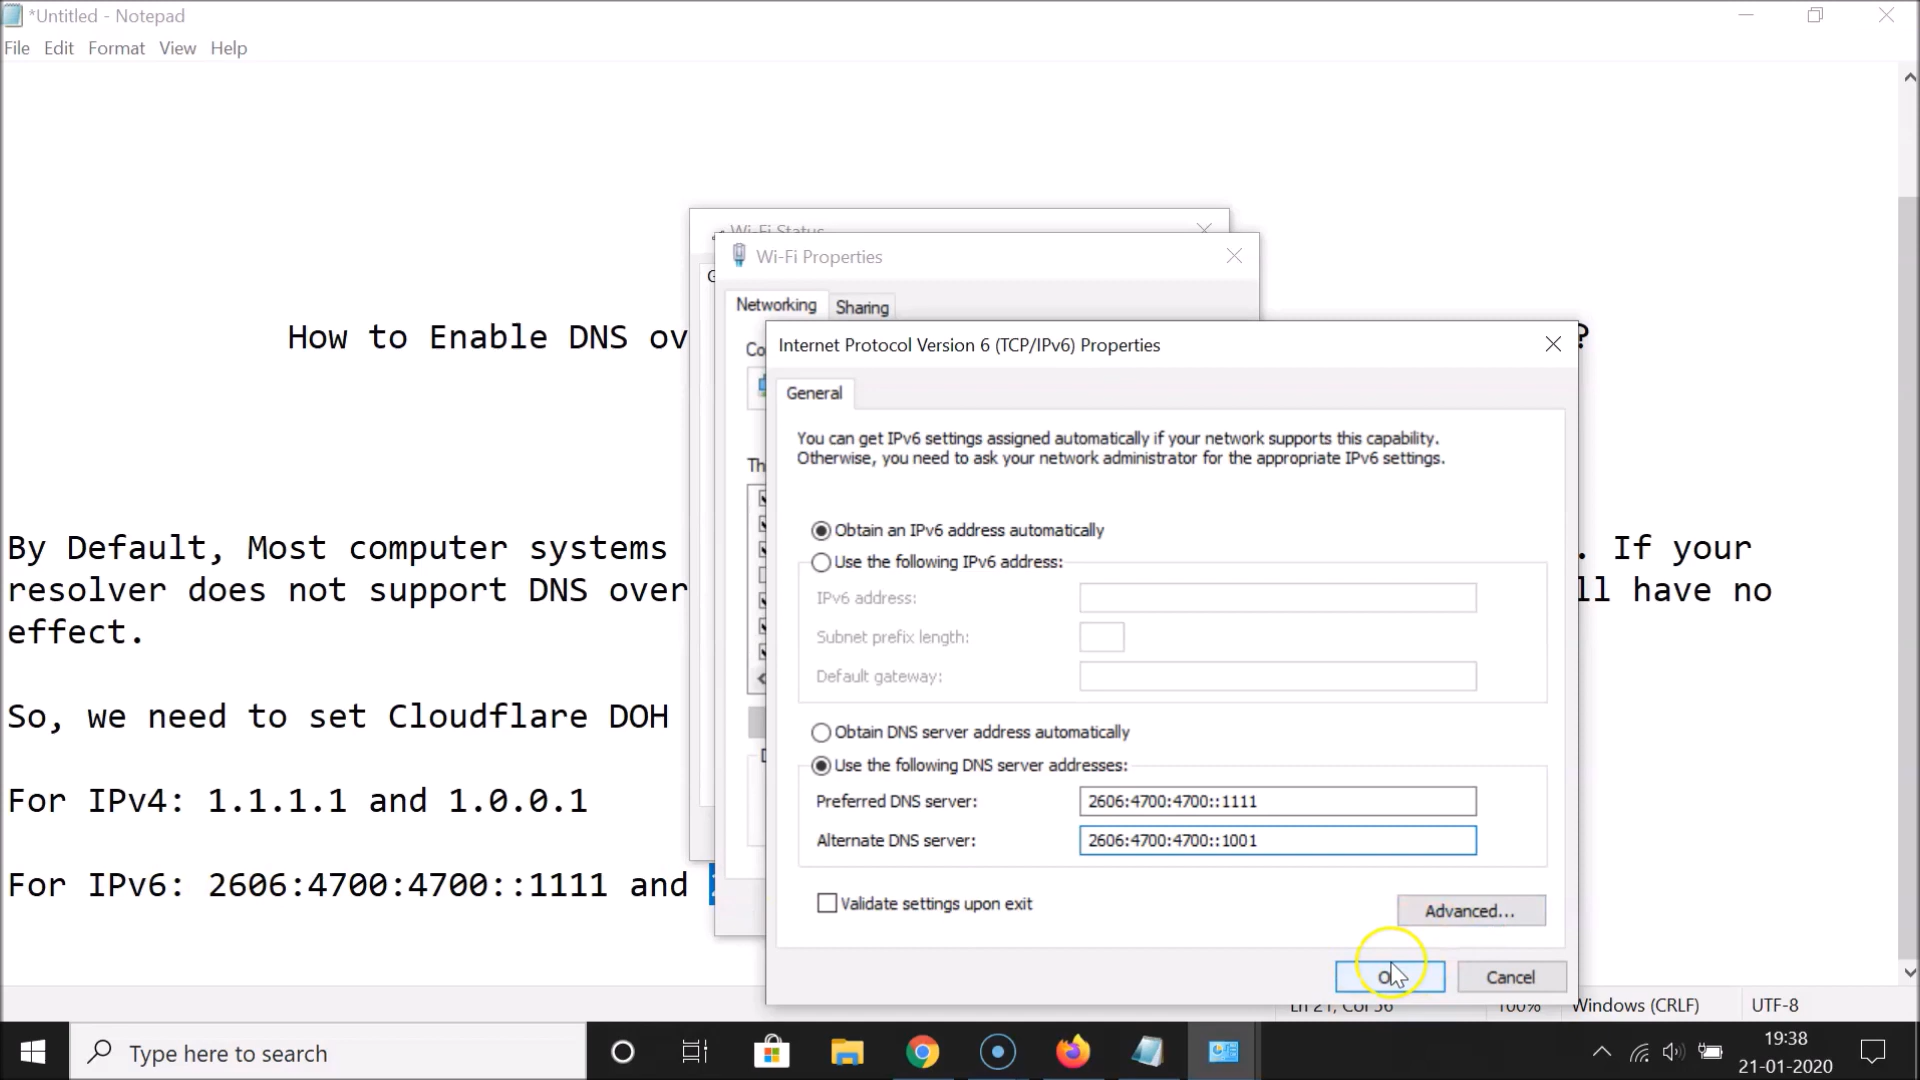 *Untitled - Notepad
File Edit Format View Help
Wi-Fi Status
Wi-Fi Properties
Networking Sharing
How to Enable DNS ov ?
Internet Protocol Version 6 (TCP/IPv6) Properties
General
You can get IPv6 settings assigned automatically if your network supports this capability.
Otherwise, you need to ask your network administrator for the appropriate IPv6 settings.
Obtain an IPv6 address automatically
Use the following IPv6 address:
IPv6 address:
Subnet prefix length:
Default gateway:
Obtain DNS server address automatically
Use the following DNS server addresses:
Preferred DNS server: 2606:4700:4700::1111
Alternate DNS server: 2606:4700:4700::1001
Validate settings upon exit
Advanced...
Cancel
By Default, Most computer systems . If your
resolver does not support DNS over ll have no
effect.
So, we need to set Cloudflare DOH
For IPv4: 1.1.1.1 and 1.0.0.1
For IPv6: 2606:4700:4700::1111 and
Ln 21, Col 36 100% Windows (CRLF) UTF-8
Type here to search
19:38
21-01-2020